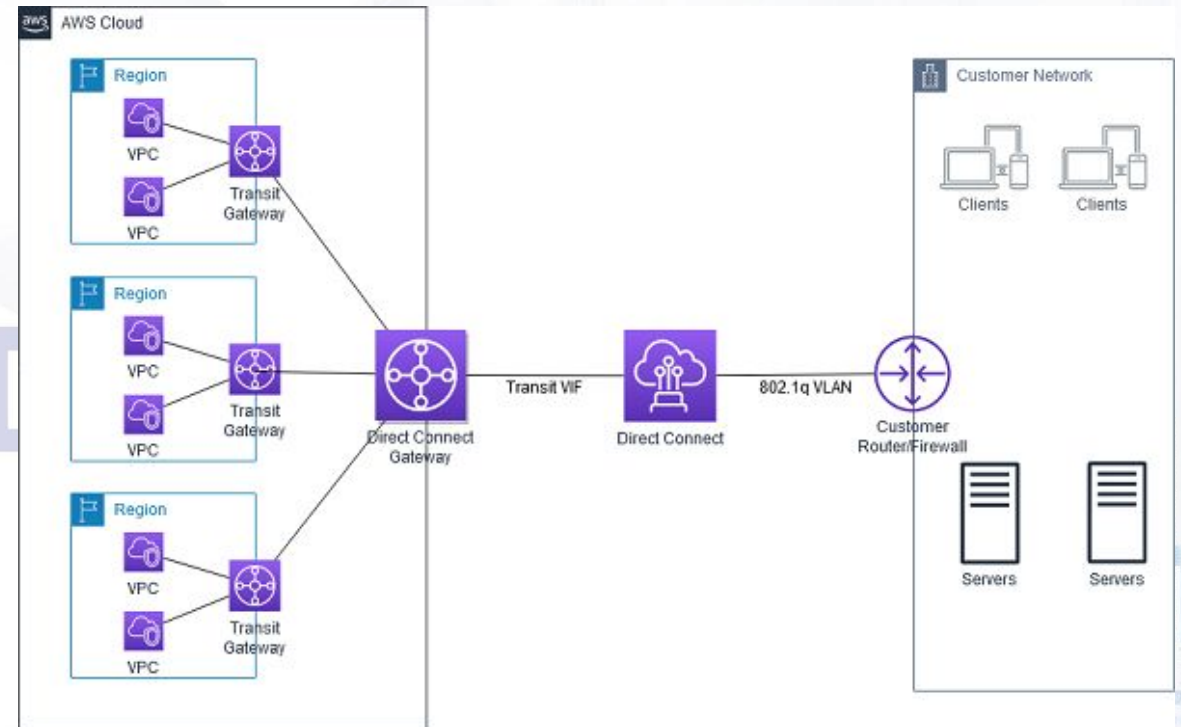 aws
AWS Cloud
Region
VPC
VPC
Transit
Gateway
Region
VPC
VPC
Transit
Gateway
Region
VPC
VPC
Transit
Gateway
Direct Connect
Gateway
Transit VIF
Direct Connect
802.1q VLAN
Customer
Router/Firewall
Customer Network
Clients
Clients
Servers
Servers